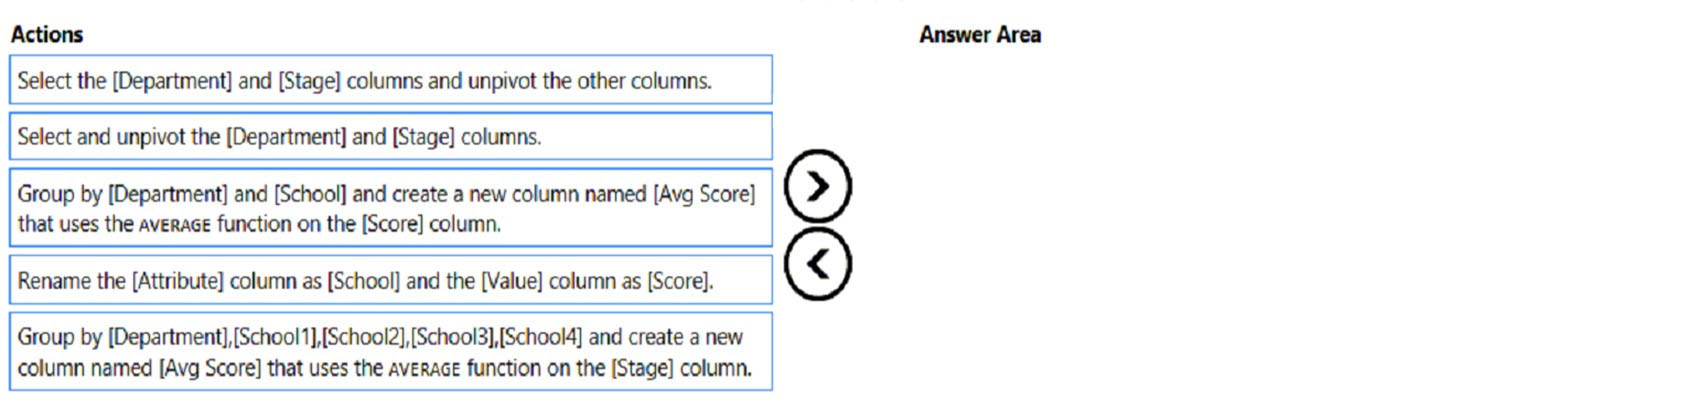 Actions
Answer Area
Select the [Department] and [Stage] columns and unpivot the other columns.
Select and unpivot the [Department] and [Stage] columns.
Group by [Department] and [School] and create a new column named [Avg Score]
that uses the AVERAGE function on the [Score] column.
Rename the [Attribute] column as [School] and the [Value] column as [Score].
Group by [Department],[School1],[School2],[School3],[School4] and create a new
column named [Avg Score] that uses the AVERAGE function on the [Stage] column.